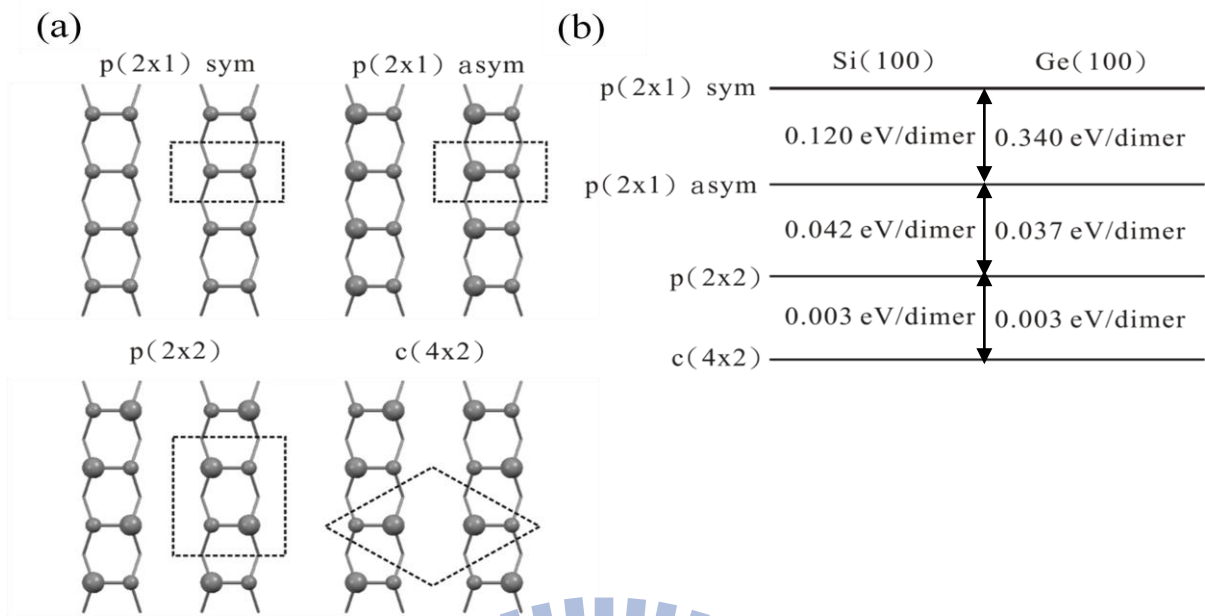 (a)
p(2x1) sym
p(2x1) asym
p(2x2)
c(4x2)
(b)
Si(100)
Ge(100)
p(2x1) sym
0.120 eV/dimer
0.340 eV/dimer
p(2x1) asym
0.042 eV/dimer
0.037 eV/dimer
p(2x2)
0.003 eV/dimer
0.003 eV/dimer
c(4x2)